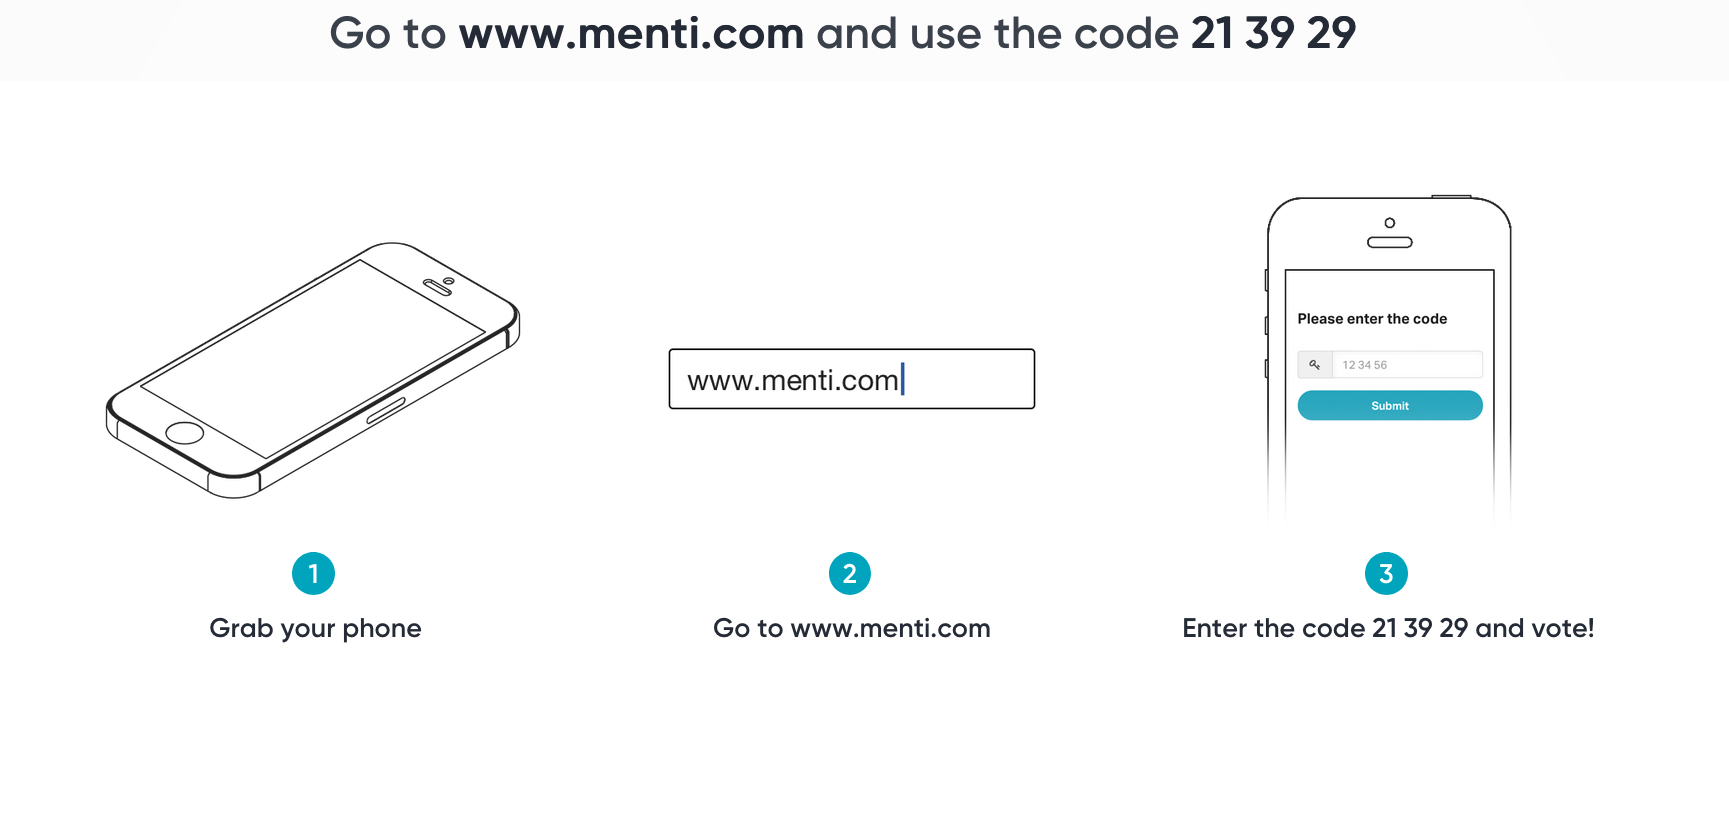 Go to www.menti.com and use the code 21 39 29
www.menti.com
Please enter the code
12 34 56
Submit
1
Grab your phone
2
Go to www.menti.com
3
Enter the code 21 39 29 and vote!